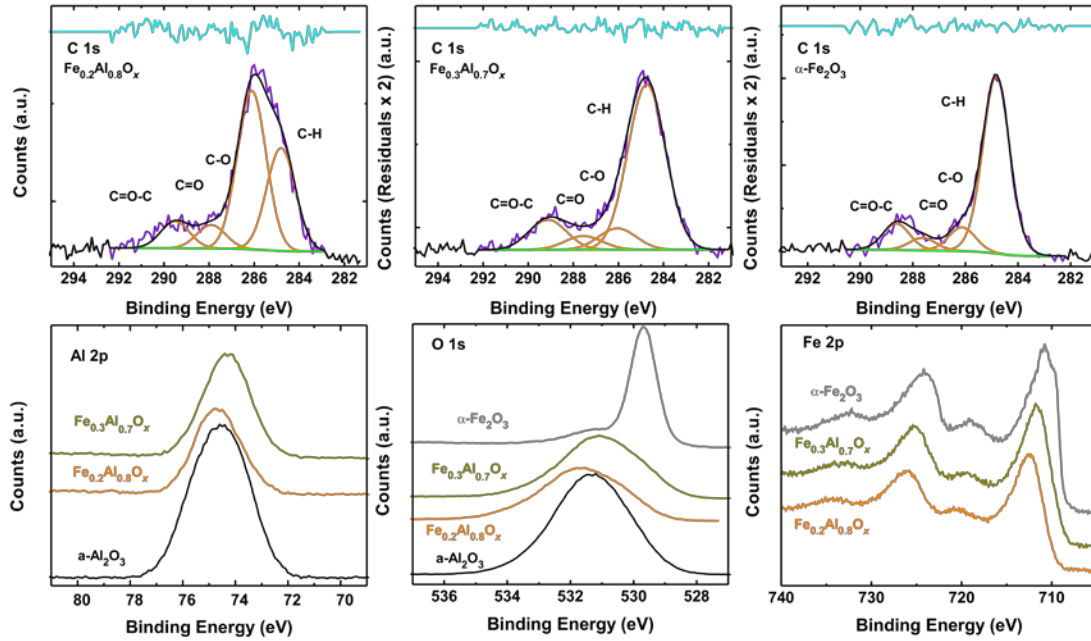 C 1s
Fe0.2Al0.8Ox
C=O-C
C=O
C-O
C-H
Counts (a.u.)
295 292 290 288 286 284 282
Binding Energy (eV)
C 1s
Fe0.3Al0.7Ox
C=O-C
C=O
C-O
C-H
Counts (Residuals x 2) (a.u.)
295 292 290 288 286 284 282
Binding Energy (eV)
C 1s
α-Fe2O3
C=O-C
C=O
C-O
C-H
Counts (Residuals x 2) (a.u.)
290 288 286 284 282
Binding Energy (eV)
Al 2p
Fe0.3Al0.7Ox
Fe0.2Al0.8Ox
a-Al2O3
Counts (a.u.)
80 78 76 74 72 70
Binding Energy (eV)
O 1s
α-Fe2O3
Fe0.3Al0.7Ox
Fe0.2Al0.8Ox
a-Al2O3
Counts (a.u.)
536 534 532 530 528
Binding Energy (eV)
Fe 2p
α-Fe2O3
Fe0.3Al0.7Ox
Fe0.2Al0.8Ox
Counts (a.u.)
740 730 720 710
Binding Energy (eV)